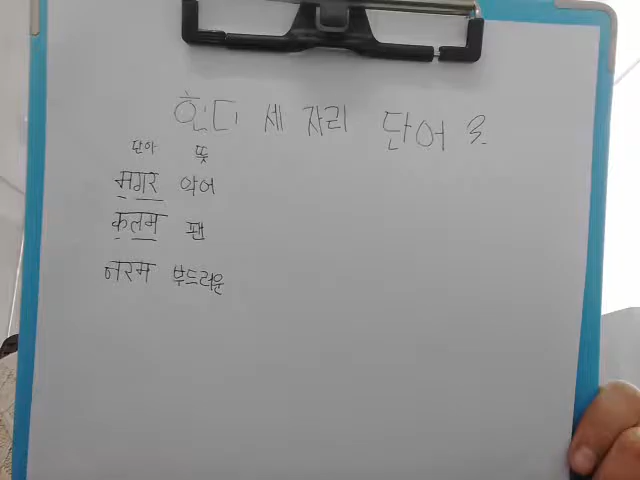 힌디 세 자리 단어 3.
단어 뜻
मगर 악어
कलम 팬
नरम 부드러운